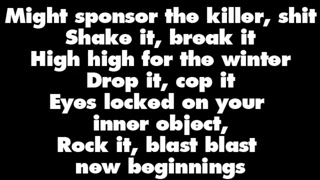 Might sponsor the killer, shit
Shake it, break it
High high for the winter
Drop it, cop it
Eyes locked on your
inner object,
Rock it, blast blast
new beginnings